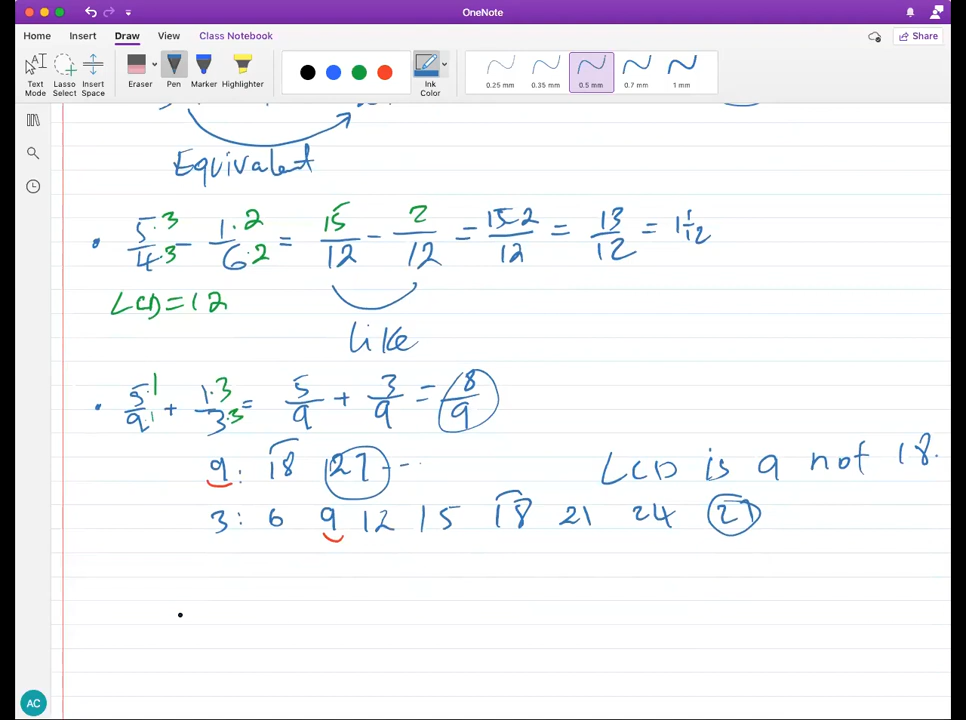 OneNote
Home Insert Draw View Class Notebook Share
Text Mode Lasso Select Insert Space Eraser Pen Marker Highlighter Ink Color 0.25 mm 0.35 mm 0.5 mm 0.7 mm 1 mm
Equivalent
• 5·3/4·3 - 1·2/6·2 = 15/12 - 2/12 = 15-2/12 = 13/12 = 1 1/12
LCD = 12
like
• 5·1/9·1 + 1·3/3·3 = 5/9 + 3/9 = 8/9
9: 18 27 --
LCD is 9 not 18.
3: 6 9 12 15 18 21 24 27
AC